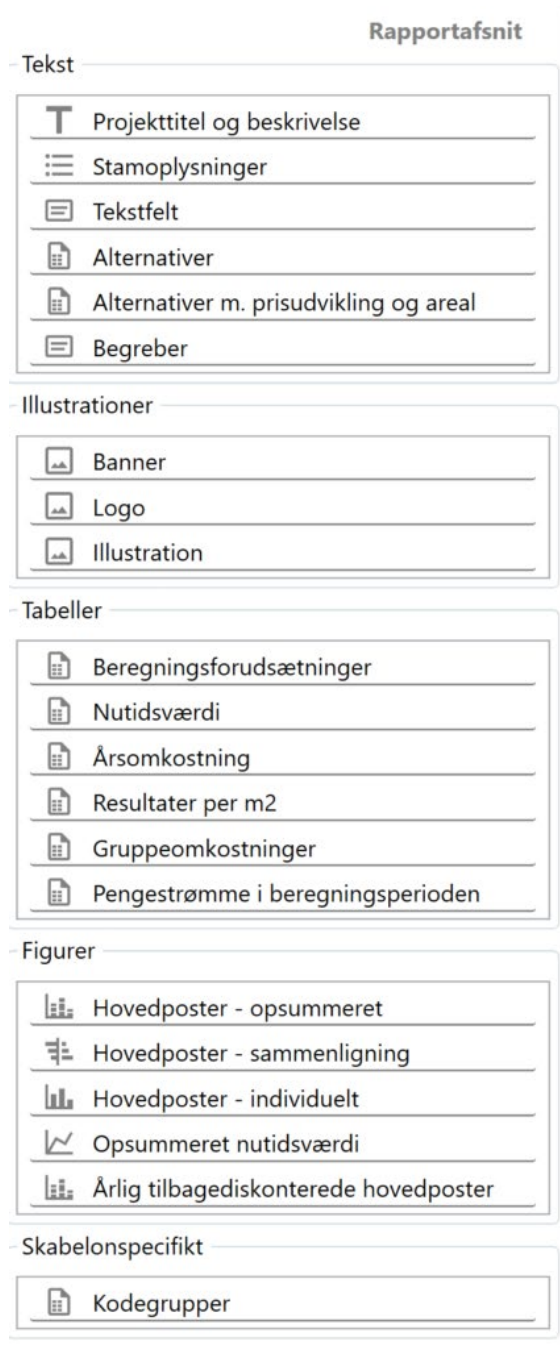 Rapportafsnit
Tekst
Projekttitel og beskrivelse
Stamoplysninger
Tekstfelt
Alternativer
Alternativer m. prisudvikling og areal
Begreber
Illustrationer
Banner
Logo
Illustration
Tabeller
Beregningsforudsætninger
Nutidsværdi
Årsomkostning
Resultater per m2
Gruppeomkostninger
Pengestrømme i beregningsperioden
Figurer
Hovedposter - opsummeret
Hovedposter - sammenligning
Hovedposter - individuelt
Opsummeret nutidsværdi
Årlig tilbagediskonterede hovedposter
Skabelonspecifikt
Kodegrupper